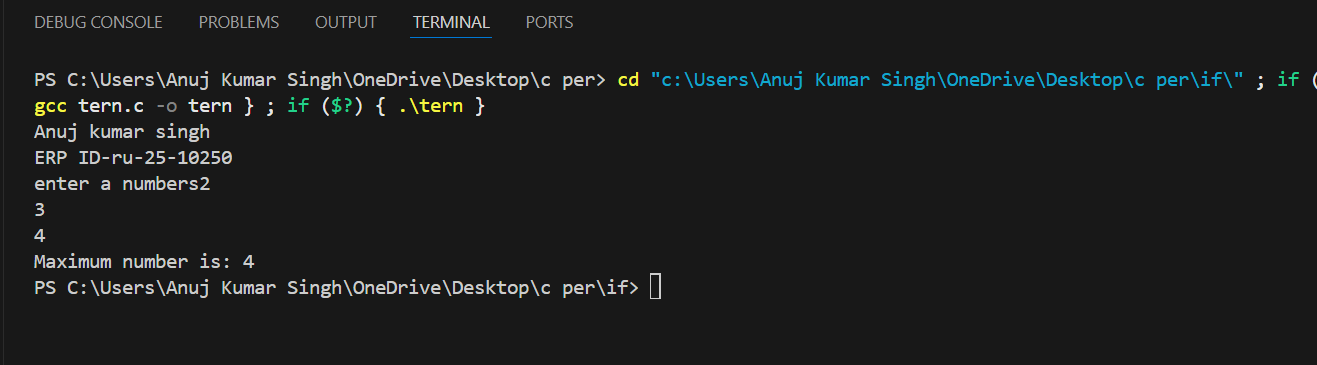 DEBUG CONSOLE PROBLEMS OUTPUT TERMINAL PORTS
PS C:\Users\Anuj Kumar Singh\OneDrive\Desktop\c per> cd "c:\Users\Anuj Kumar Singh\OneDrive\Desktop\c per\if\" ; if (
gcc tern.c -o tern } ; if ($?) { .\tern }
Anuj kumar singh
ERP ID-ru-25-10250
enter a numbers2
3
4
Maximum number is: 4
PS C:\Users\Anuj Kumar Singh\OneDrive\Desktop\c per\if>